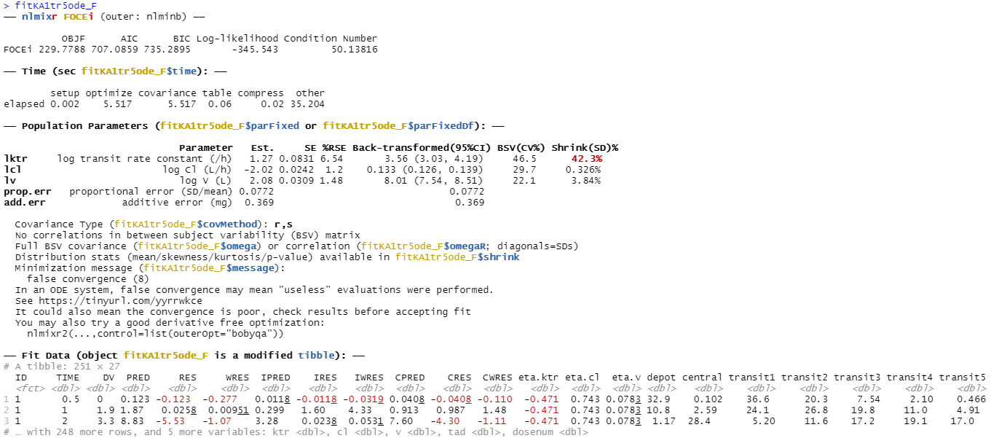 > fitKA1tr5ode_F
── nlmixr FOCEi (outer: nlminb) ──
OBJF AIC BIC Log-likelihood Condition Number
FOCEi 229.7788 707.0859 735.2895 -345.543 50.13816
── Time (sec fitKA1tr5ode_F$time): ──
setup optimize covariance table compress other
elapsed 0.002 5.517 5.517 0.06 0.02 35.204
── Population Parameters (fitKA1tr5ode_F$parFixed or fitKA1tr5ode_F$parFixedDf): ──
Parameter Est. SE %RSE Back-transformed(95%CI) BSV(CV%) Shrink(SD)%
lktr log transit rate constant (/h) 1.27 0.0831 6.54 3.56 (3.03, 4.19) 46.5 42.3%
lcl log Cl (L/h) -2.02 0.0242 1.2 0.133 (0.126, 0.139) 29.7 0.326%
lv log V (L) 2.08 0.0309 1.48 8.01 (7.54, 8.51) 22.1 3.84%
prop.err proportional error (SD/mean) 0.0772 0.0772
add.err additive error (mg) 0.369 0.369
Covariance Type (fitKA1tr5ode_F$covMethod): r,s
No correlations in between subject variability (BSV) matrix
Full BSV covariance (fitKA1tr5ode_F$omega) or correlation (fitKA1tr5ode_F$omegaR; diagonals=SDs)
Distribution stats (mean/skewness/kurtosis/p-value) available in fitKA1tr5ode_F$shrink
Minimization message (fitKA1tr5ode_F$message):
false convergence (8)
In an ODE system, false convergence may mean "useless" evaluations were performed.
See https://tinyurl.com/yyrrwkce
It could also mean the convergence is poor, check results before accepting fit
You may also try a good derivative free optimization:
nlmixr2(...,control=list(outerOpt="bobyqa"))
── Fit Data (object fitKA1tr5ode_F is a modified tibble): ──
# A tibble: 251 × 27
ID TIME DV PRED RES WRES IPRED IRES IWRES CPRED CRES CWRES eta.ktr eta.cl eta.v depot central transit1 transit2 transit3 transit4 transit5
<fct> <dbl> <dbl> <dbl> <dbl> <dbl> <dbl> <dbl> <dbl> <dbl> <dbl> <dbl> <dbl> <dbl> <dbl> <dbl> <dbl> <dbl> <dbl> <dbl> <dbl> <dbl>
1 1 0.5 0 0.123 -0.123 -0.277 0.0118 -0.0118 -0.0319 0.0408 -0.0408 -0.110 -0.471 0.743 0.0783 32.9 0.102 36.6 20.3 7.54 2.10 0.466
2 1 1 1.9 1.87 0.0258 0.00951 0.299 1.60 4.33 0.913 0.987 1.48 -0.471 0.743 0.0783 10.8 2.59 24.1 26.8 19.8 11.0 4.91
3 1 2 3.3 8.83 -5.53 -1.07 3.28 0.0238 0.0531 7.60 -4.30 -1.11 -0.471 0.743 0.0783 1.17 28.4 5.20 11.6 17.2 19.1 17.0
# … with 248 more rows, and 5 more variables: ktr <dbl>, cl <dbl>, v <dbl>, tad <dbl>, dosenum <dbl>